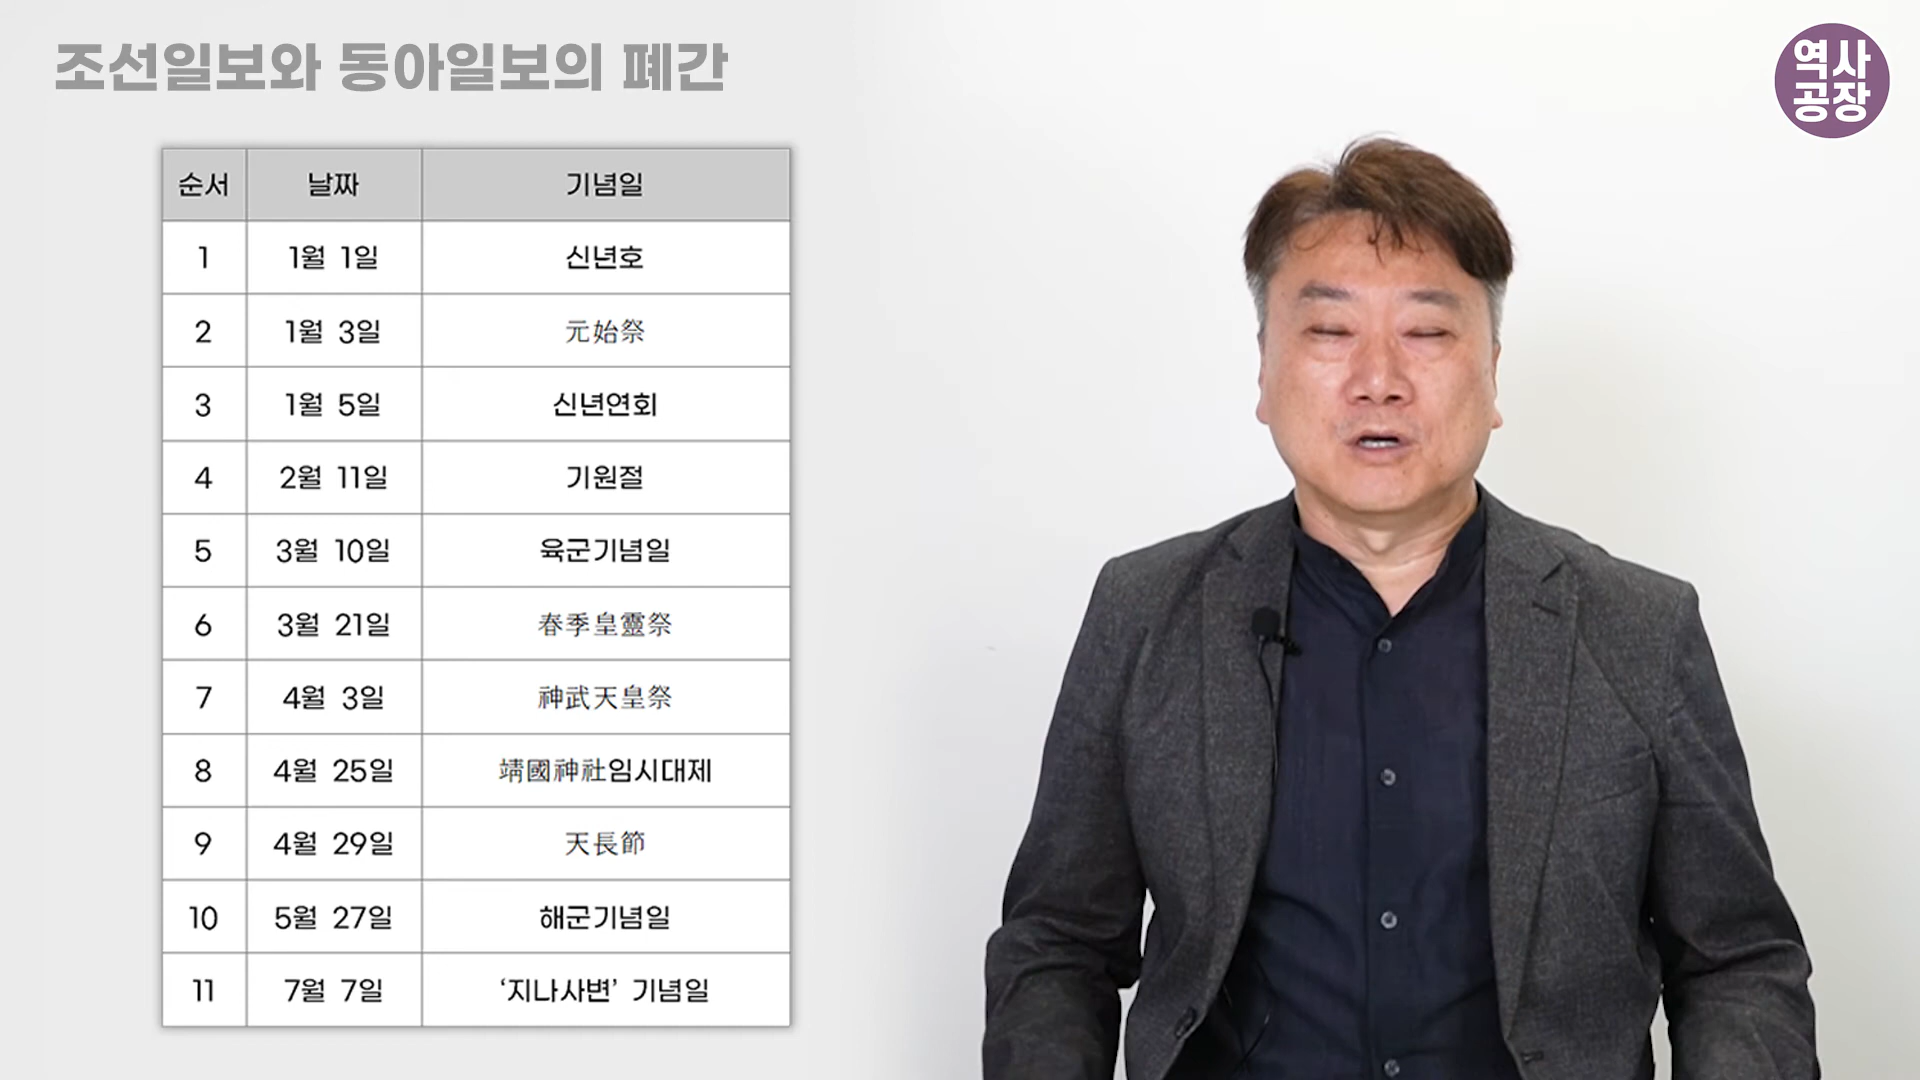 조선일보와 동아일보의 폐간
역사
공장
순서 날짜 기념일
1 1월 1일 신년호
2 1월 3일 元始祭
3 1월 5일 신년연회
4 2월 11일 기원절
5 3월 10일 육군기념일
6 3월 21일 春季皇靈祭
7 4월 3일 神武天皇祭
8 4월 25일 靖國神社임시대제
9 4월 29일 天長節
10 5월 27일 해군기념일
11 7월 7일 ‘지나사변’ 기념일